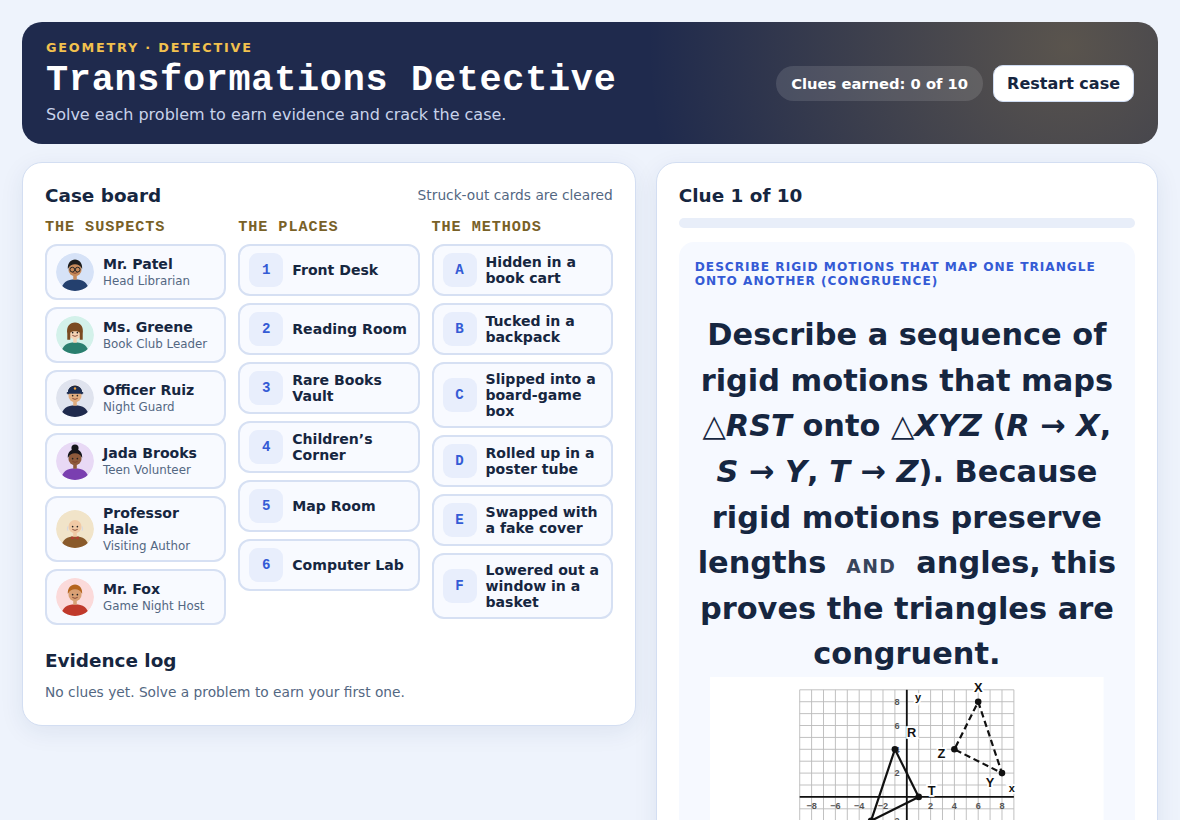 GEOMETRY · DETECTIVE
Transformations Detective
Solve each problem to earn evidence and crack the case.
Clues earned: 0 of 10
Restart case
Case board
Struck-out cards are cleared
THE SUSPECTS
Mr. Patel
Head Librarian
Ms. Greene
Book Club Leader
Officer Ruiz
Night Guard
Jada Brooks
Teen Volunteer
Professor
Hale
Visiting Author
Mr. Fox
Game Night Host
THE PLACES
1 Front Desk
2 Reading Room
3 Rare Books
Vault
4 Children’s
Corner
5 Map Room
6 Computer Lab
THE METHODS
A Hidden in a
book cart
B Tucked in a
backpack
C Slipped into a
board-game
box
D Rolled up in a
poster tube
E Swapped with
a fake cover
F Lowered out a
window in a
basket
Evidence log
No clues yet. Solve a problem to earn your first one.
Clue 1 of 10
DESCRIBE RIGID MOTIONS THAT MAP ONE TRIANGLE
ONTO ANOTHER (CONGRUENCE)
Describe a sequence of
rigid motions that maps
△RST onto △XYZ (R → X,
S → Y, T → Z). Because
rigid motions preserve
lengths AND angles, this
proves the triangles are
congruent.
X
8 y
6
R
Z
2
Y
T
x
−8 −6 −4 −2 2 4 6 8